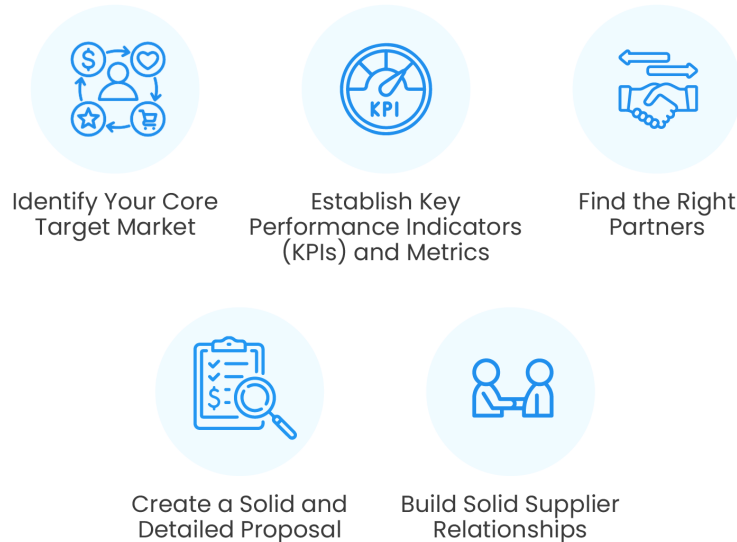 $
KPI
Identify Your Core
Target Market
Establish Key
Performance Indicators
(KPIs) and Metrics
Find the Right
Partners
$
Create a Solid and
Detailed Proposal
Build Solid Supplier
Relationships